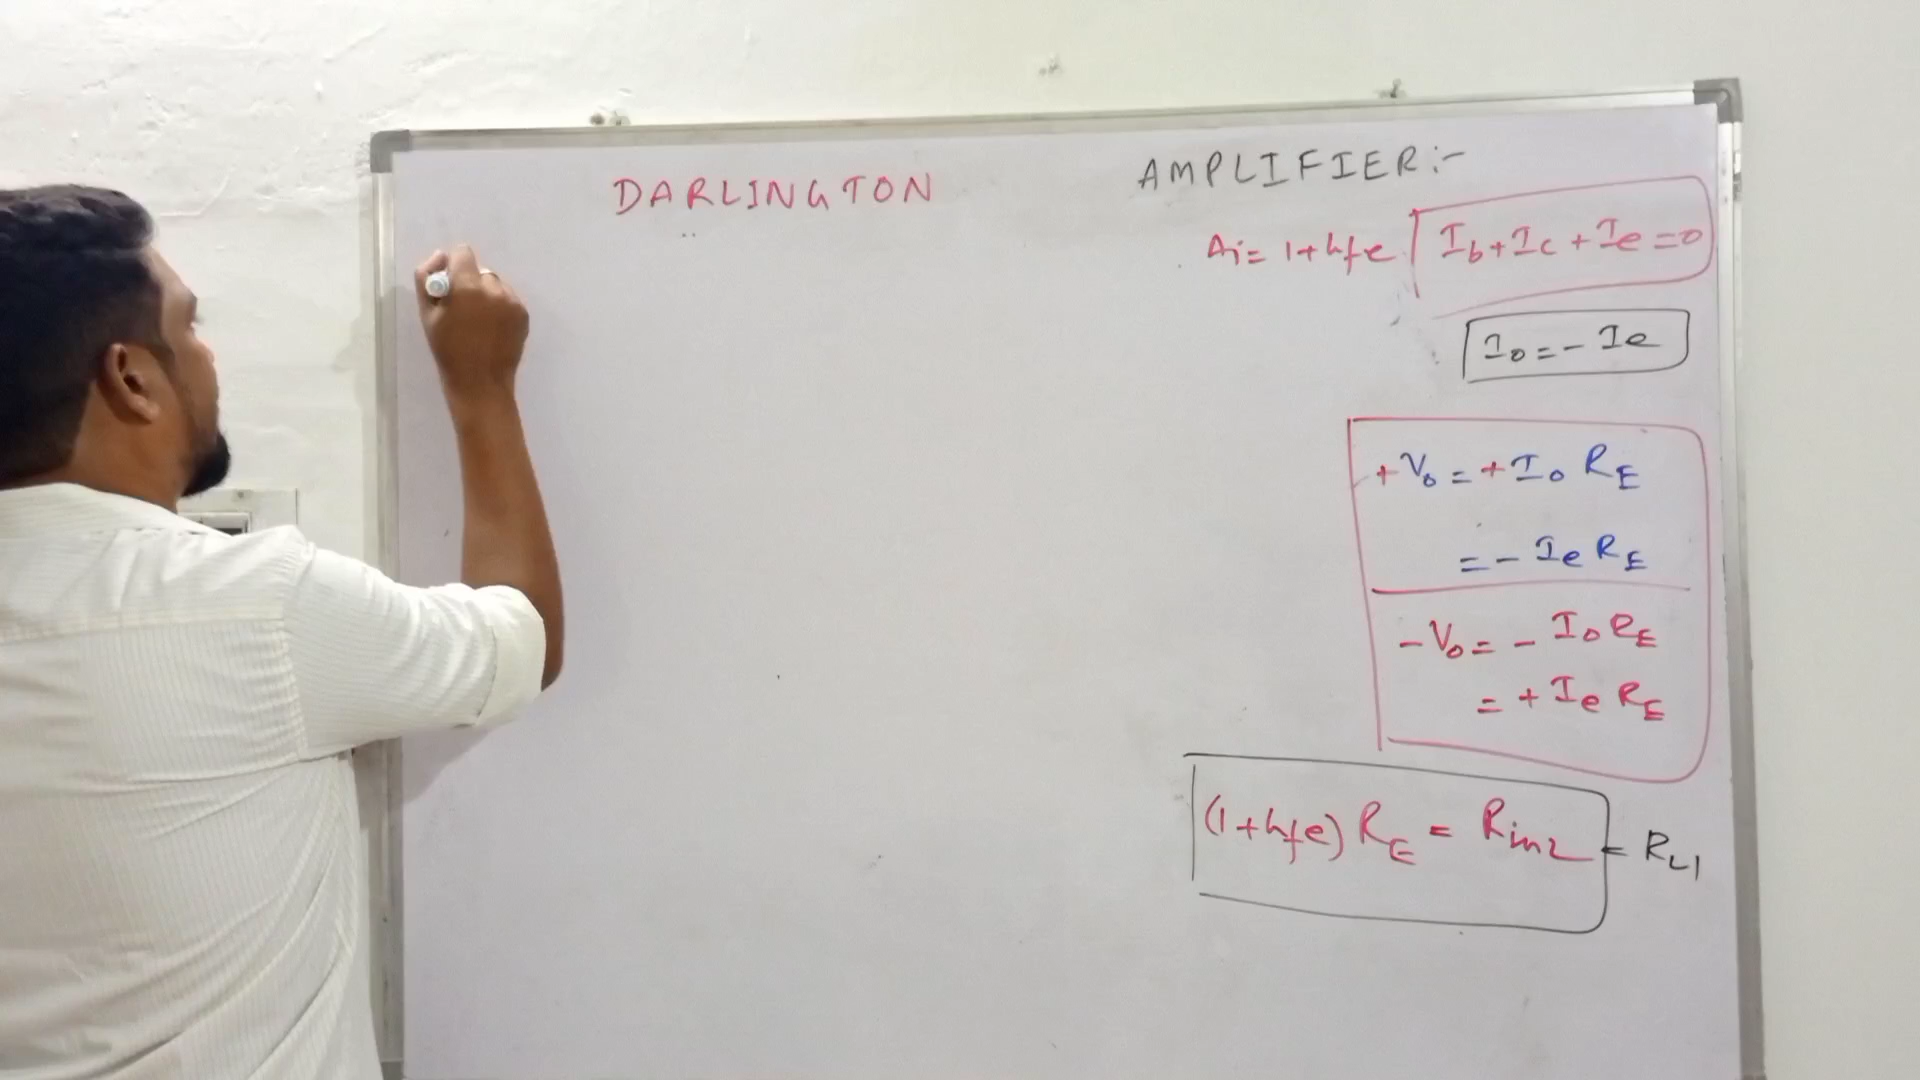 DARLINGTON AMPLIFIER:-
Ai = 1+hfe Ib+Ic+Ie=0
Io = - Ie
+Vo = +Io RE
= - Ie RE
-Vo = - Io RE
= + Ie RE
(1+hfe) RE = Rin2 = RL1